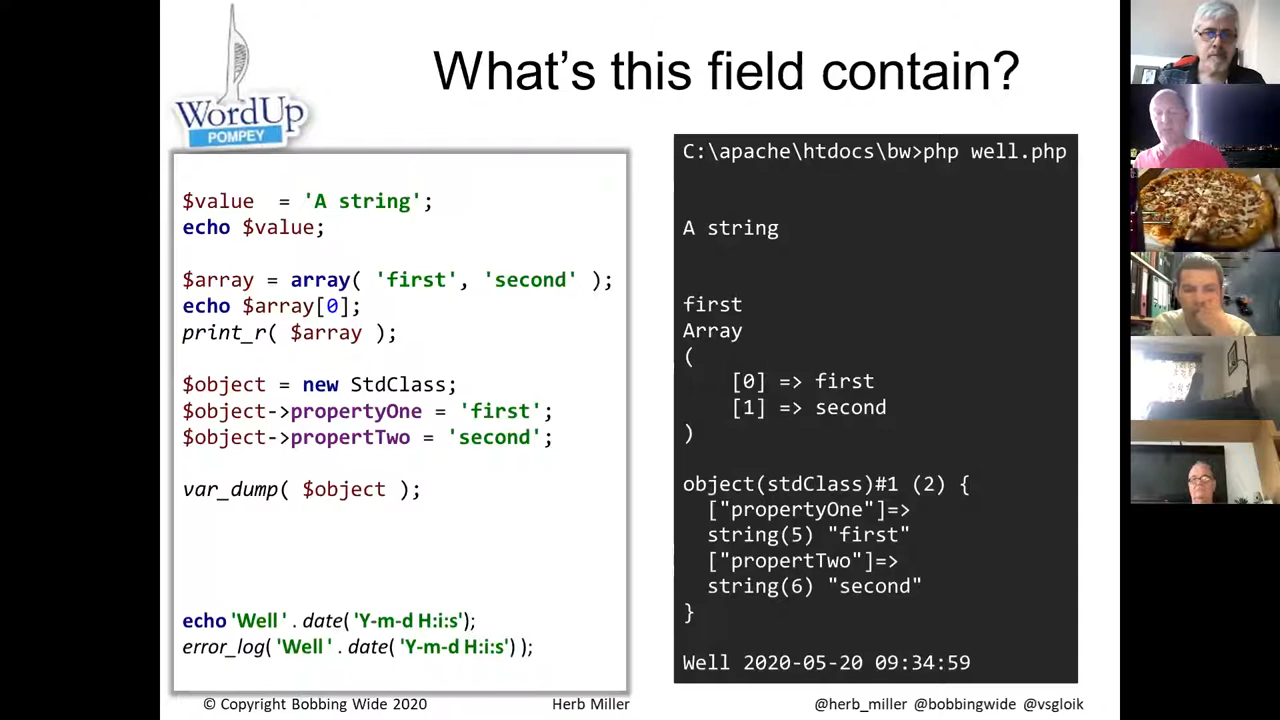 WordUp
POMPEY
What's this field contain?
$value  = 'A string';
echo $value;
$array = array( 'first', 'second' );
echo $array[0];
print_r( $array );
$object = new StdClass;
$object->propertyOne = 'first';
$object->propertTwo = 'second';
var_dump( $object );
echo 'Well ' . date( 'Y-m-d H:i:s');
error_log( 'Well ' . date( 'Y-m-d H:i:s') );
C:\apache\htdocs\bw>php well.php
A string
first
Array
(
    [0] => first
    [1] => second
)
object(stdClass)#1 (2) {
  ["propertyOne"]=>
  string(5) "first"
  ["propertTwo"]=>
  string(6) "second"
}
Well 2020-05-20 09:34:59
© Copyright Bobbing Wide 2020
Herb Miller
@herb_miller @bobbingwide @vsgloik